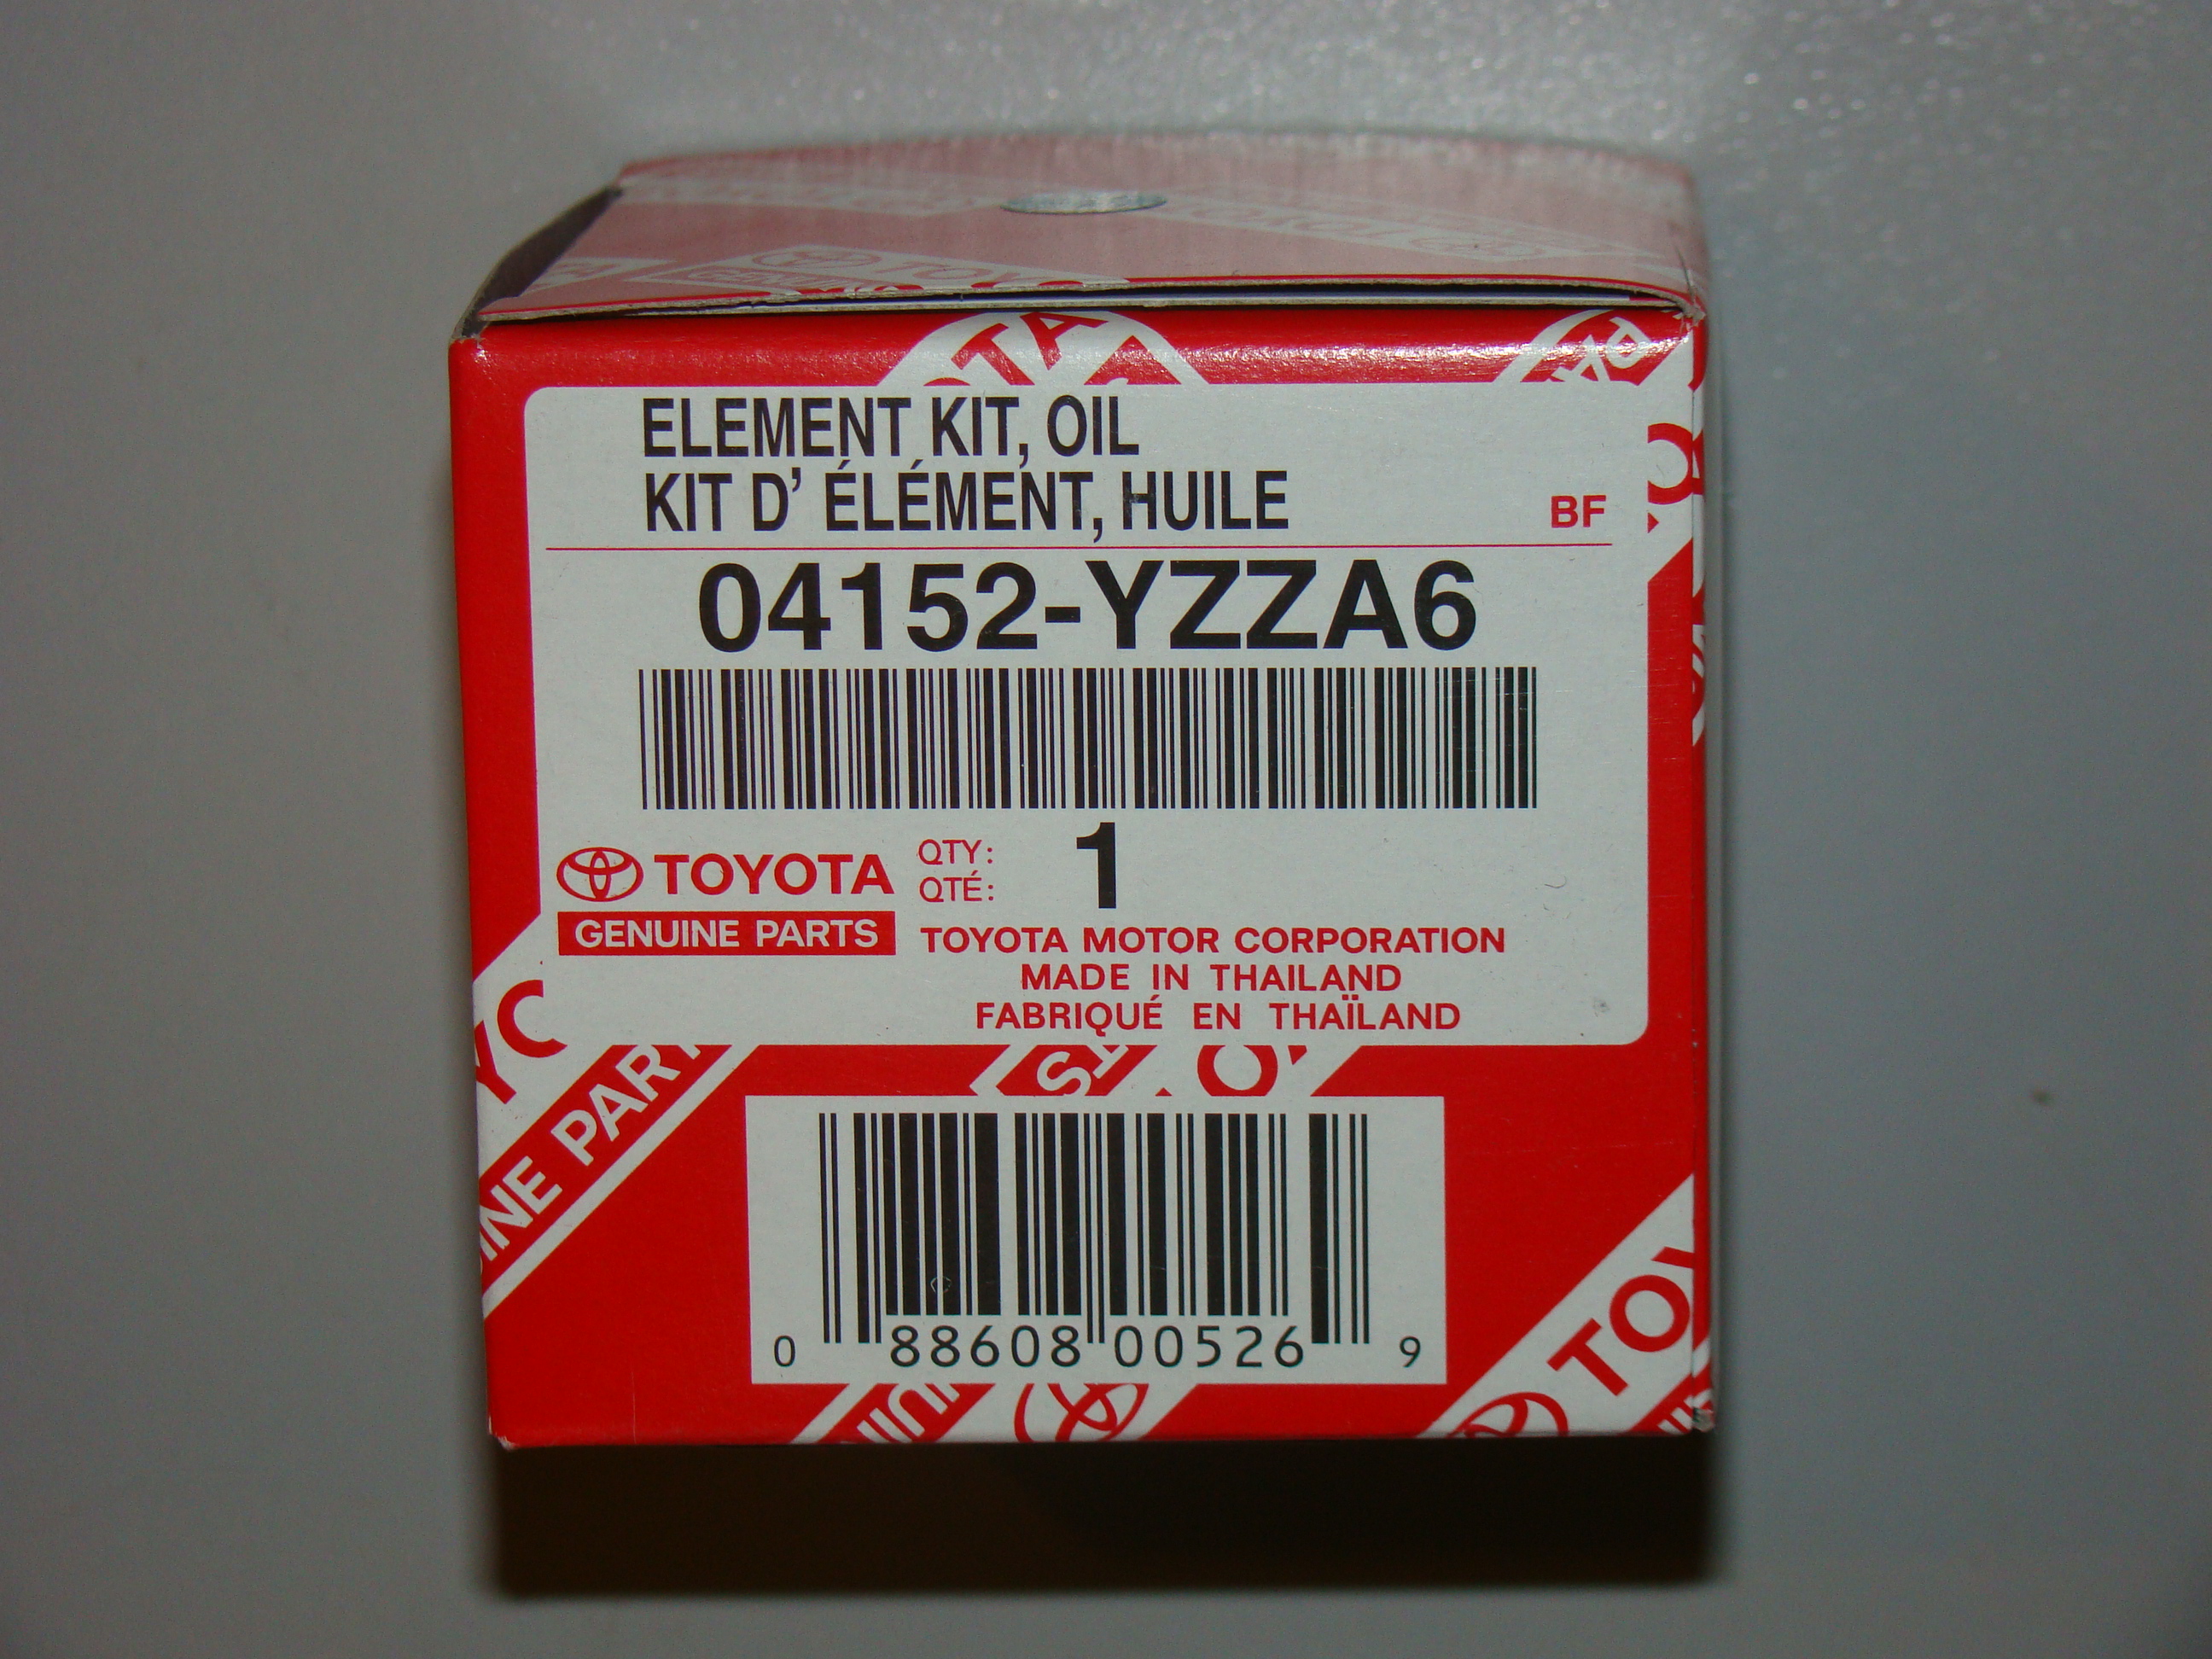 ELEMENT KIT, OIL
KIT D' ÉLÉMENT, HUILE
BF
04152-YZZA6
TOYOTA
GENUINE PARTS
QTY:
QTÉ:
1
TOYOTA MOTOR CORPORATION
MADE IN THAILAND
FABRIQUÉ EN THAÏLAND
0 88608 00526 9